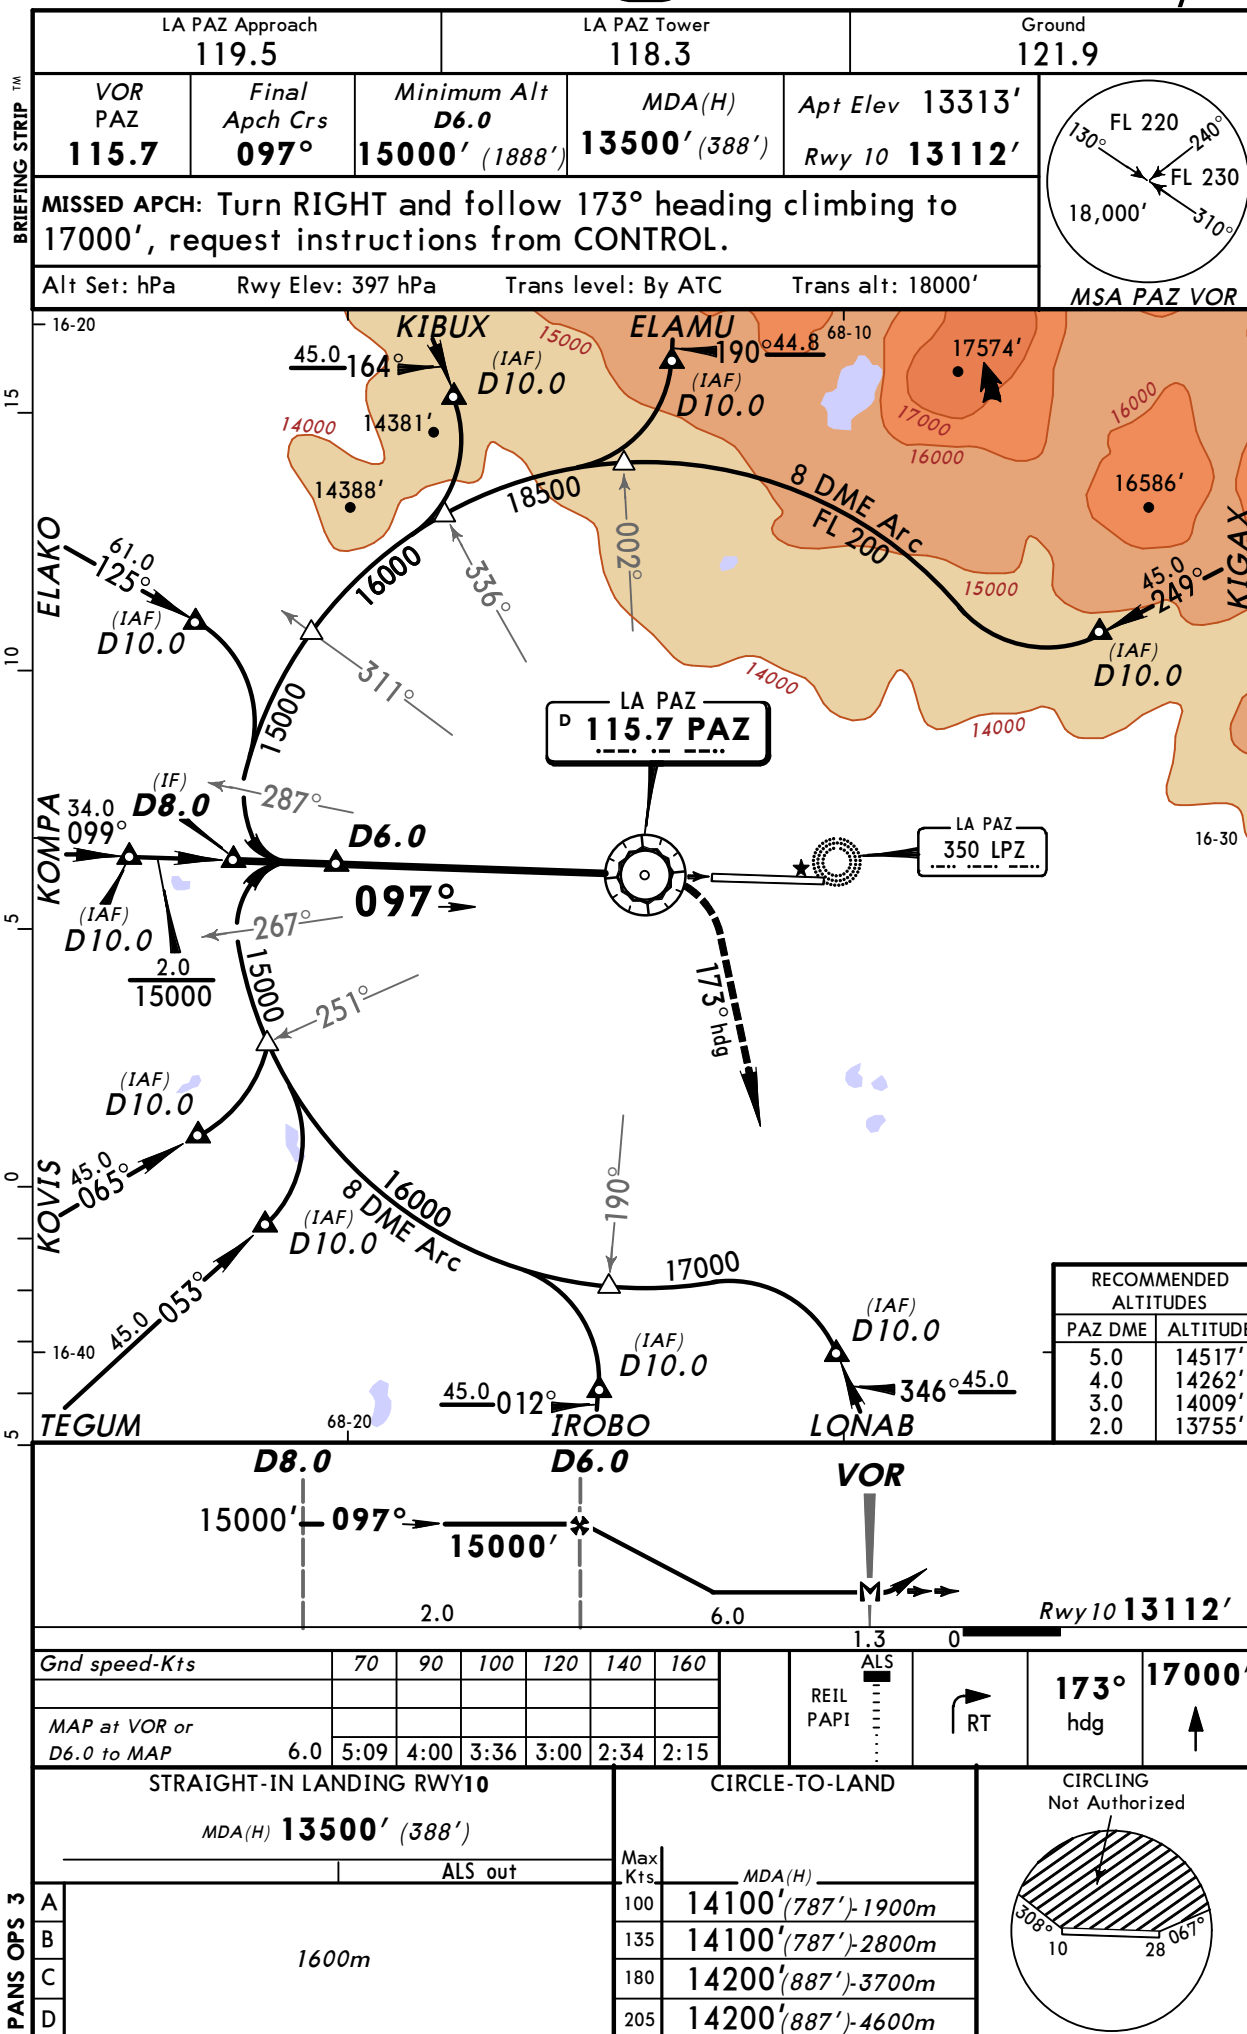 LA PAZ Approach
119.5
LA PAZ Tower
118.3
Ground
121.9
BRIEFING STRIP TM
VOR
PAZ
115.7
Final
Apch Crs
097°
Minimum Alt
D6.0
15000' (1888')
MDA(H)
13500' (388')
Apt Elev 13313'
Rwy 10 13112'
MISSED APCH: Turn RIGHT and follow 173° heading climbing to
17000', request instructions from CONTROL.
Alt Set: hPa Rwy Elev: 397 hPa Trans level: By ATC Trans alt: 18000'
FL 220
130°
240°
FL 230
18,000'
310°
MSA PAZ VOR
16-20
KIBUX
ELAMU
68-10
15000
45.0
164°
(IAF)
D10.0
190°
44.8
(IAF)
D10.0
17574'
17000
16000
16000
15
14000
14381'
14388'
18500
8 DME Arc
FL 200
16586'
ELAKO
61.0
125°
(IAF)
D10.0
16000
336°
002°
15000
45.0
249°
KIGAX
(IAF)
D10.0
10
311°
15000
14000
14000
LA PAZ
D 115.7 PAZ
(IF)
D8.0
287°
KOMPA
34.0
099°
D6.0
LA PAZ
350 LPZ
16-30
097°
(IAF)
D10.0
5
267°
2.0
15000
15000
251°
173° hdg
(IAF)
D10.0
0
KOVIS
45.0
065°
(IAF)
D10.0
16000
8 DME Arc
190°
17000
45.0
053°
(IAF)
D10.0
(IAF)
D10.0
16-40
45.0
012°
346°
45.0
TEGUM
68-20
IROBO
LONAB
5
RECOMMENDED
ALTITUDES
PAZ DME ALTITUDE
5.0 14517'
4.0 14262'
3.0 14009'
2.0 13755'
D8.0
D6.0
VOR
15000'
097°
15000'
M
2.0
6.0
Rwy 10 13112'
1.3
0
Gnd speed-Kts 70 90 100 120 140 160
MAP at VOR or
D6.0 to MAP 6.0 5:09 4:00 3:36 3:00 2:34 2:15
ALS
REIL
PAPI
RT
173°
hdg
17000'
STRAIGHT-IN LANDING RWY10
MDA(H) 13500' (388')
ALS out
PANS OPS 3
A
B
C
D
1600m
CIRCLE-TO-LAND
Max
Kts
MDA(H)
100 14100' (787')-1900m
135 14100' (787')-2800m
180 14200' (887')-3700m
205 14200' (887')-4600m
CIRCLING
Not Authorized
308°
067°
10
28